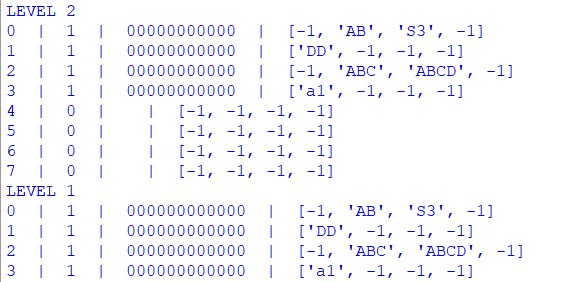 LEVEL 2
0 | 1 | 00000000000 | [-1, 'AB', 'S3', -1]
1 | 1 | 00000000000 | ['DD', -1, -1, -1]
2 | 1 | 00000000000 | [-1, 'ABC', 'ABCD', -1]
3 | 1 | 00000000000 | ['a1', -1, -1, -1]
4 | 0 | | [-1, -1, -1, -1]
5 | 0 | | [-1, -1, -1, -1]
6 | 0 | | [-1, -1, -1, -1]
7 | 0 | | [-1, -1, -1, -1]
LEVEL 1
0 | 1 | 000000000000 | [-1, 'AB', 'S3', -1]
1 | 1 | 000000000000 | ['DD', -1, -1, -1]
2 | 1 | 000000000000 | [-1, 'ABC', 'ABCD', -1]
3 | 1 | 000000000000 | ['a1', -1, -1, -1]